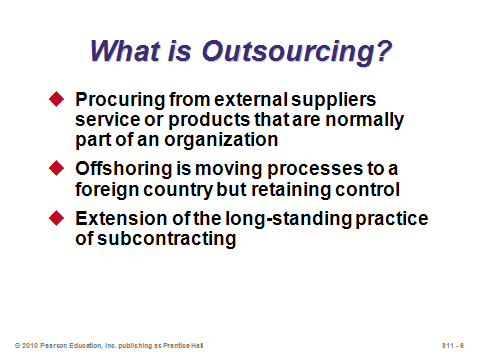 What is Outsourcing?
Procuring from external suppliers
service or products that are normally
part of an organization
Offshoring is moving processes to a
foreign country but retaining control
Extension of the long-standing practice
of subcontracting
© 2010 Pearson Education, Inc. publishing as Prentice Hall
S11 - 6